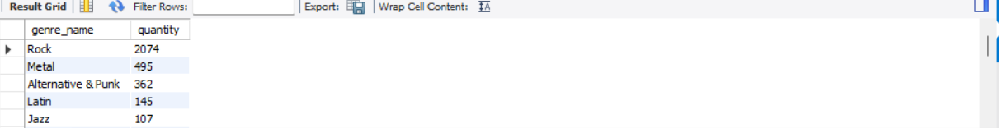 Result Grid Filter Rows: Export: Wrap Cell Content: IA
genre_name quantity
Rock 2074
Metal 495
Alternative & Punk 362
Latin 145
Jazz 107